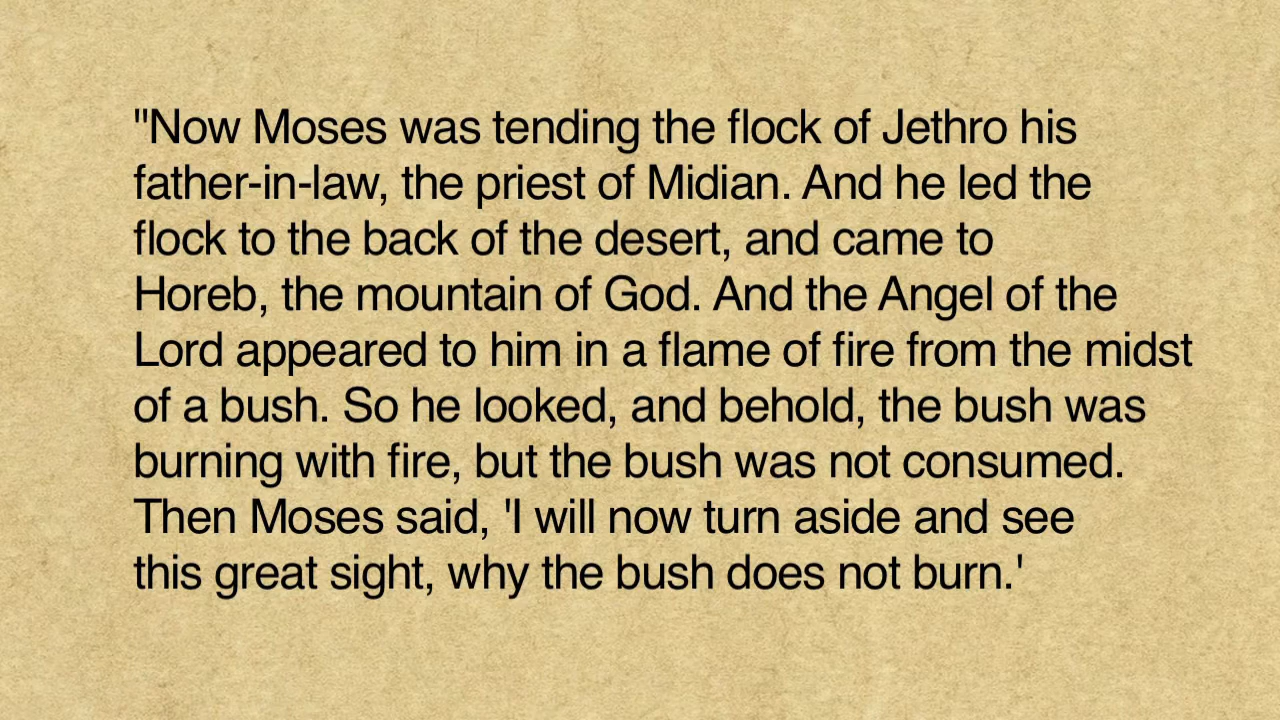 "Now Moses was tending the flock of Jethro his
father-in-law, the priest of Midian. And he led the
flock to the back of the desert, and came to
Horeb, the mountain of God. And the Angel of the
Lord appeared to him in a flame of fire from the midst
of a bush. So he looked, and behold, the bush was
burning with fire, but the bush was not consumed.
Then Moses said, 'I will now turn aside and see
this great sight, why the bush does not burn.'